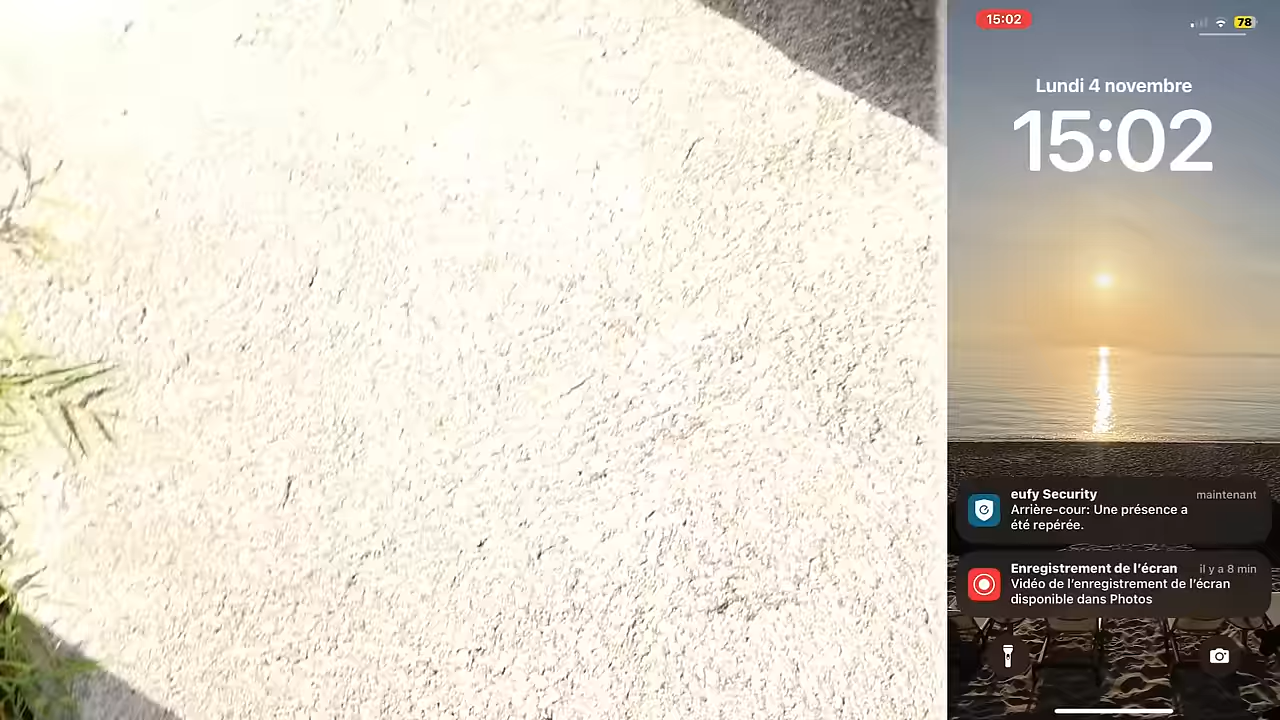 15:02
78
Lundi 4 novembre
15:02
eufy Security
maintenant
Arrière-cour: Une présence a
été repérée.
Enregistrement de l'écran
il y a 8 min
Vidéo de l'enregistrement de l'écran
disponible dans Photos